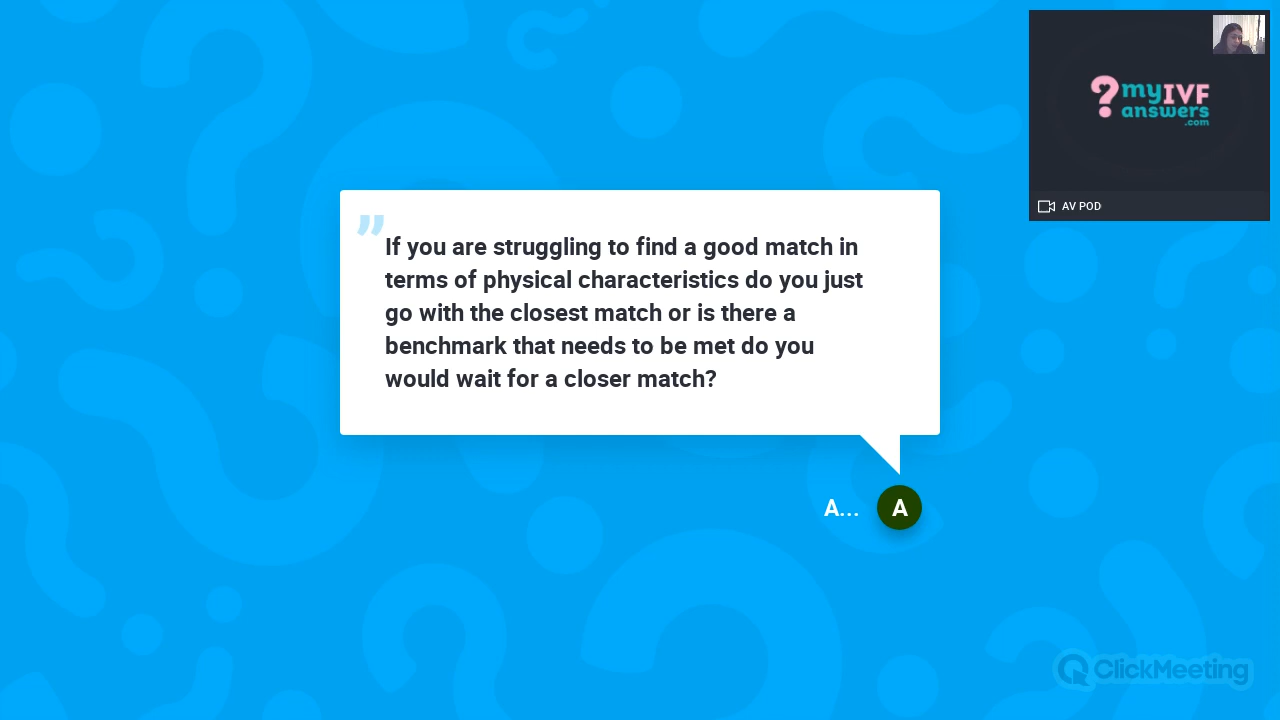 ? my IVF
answers
.com
AV POD
”
If you are struggling to find a good match in
terms of physical characteristics do you just
go with the closest match or is there a
benchmark that needs to be met do you
would wait for a closer match?
A... A
ClickMeeting